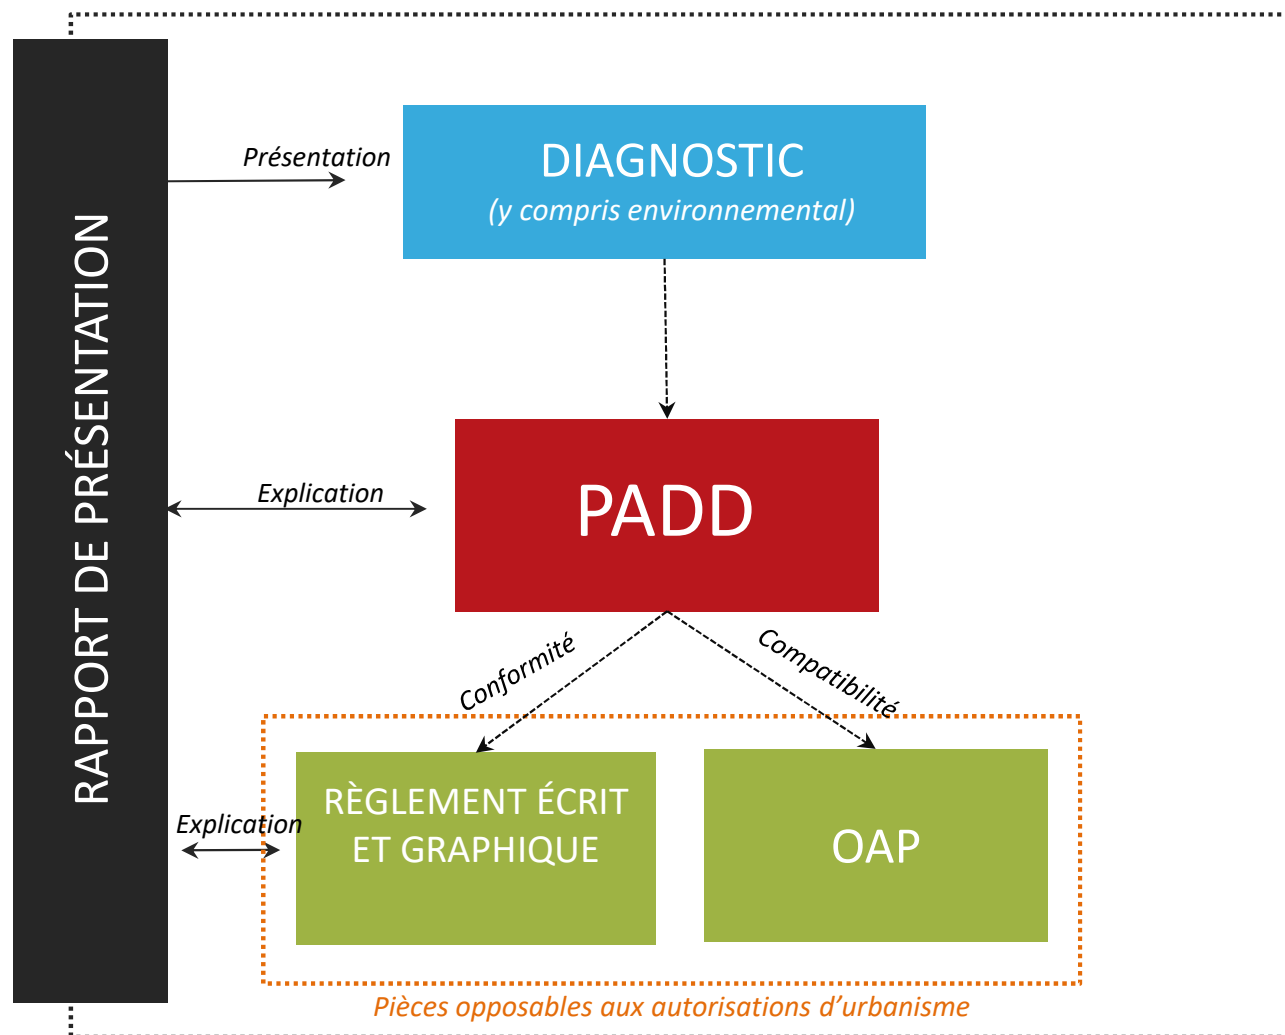 RAPPORT DE PRÉSENTATION
Présentation
DIAGNOSTIC
(y compris environnemental)
Explication
PADD
Conformité
Compatibilité
Explication
RÈGLEMENT ÉCRIT
ET GRAPHIQUE
OAP
Pièces opposables aux autorisations d’urbanisme